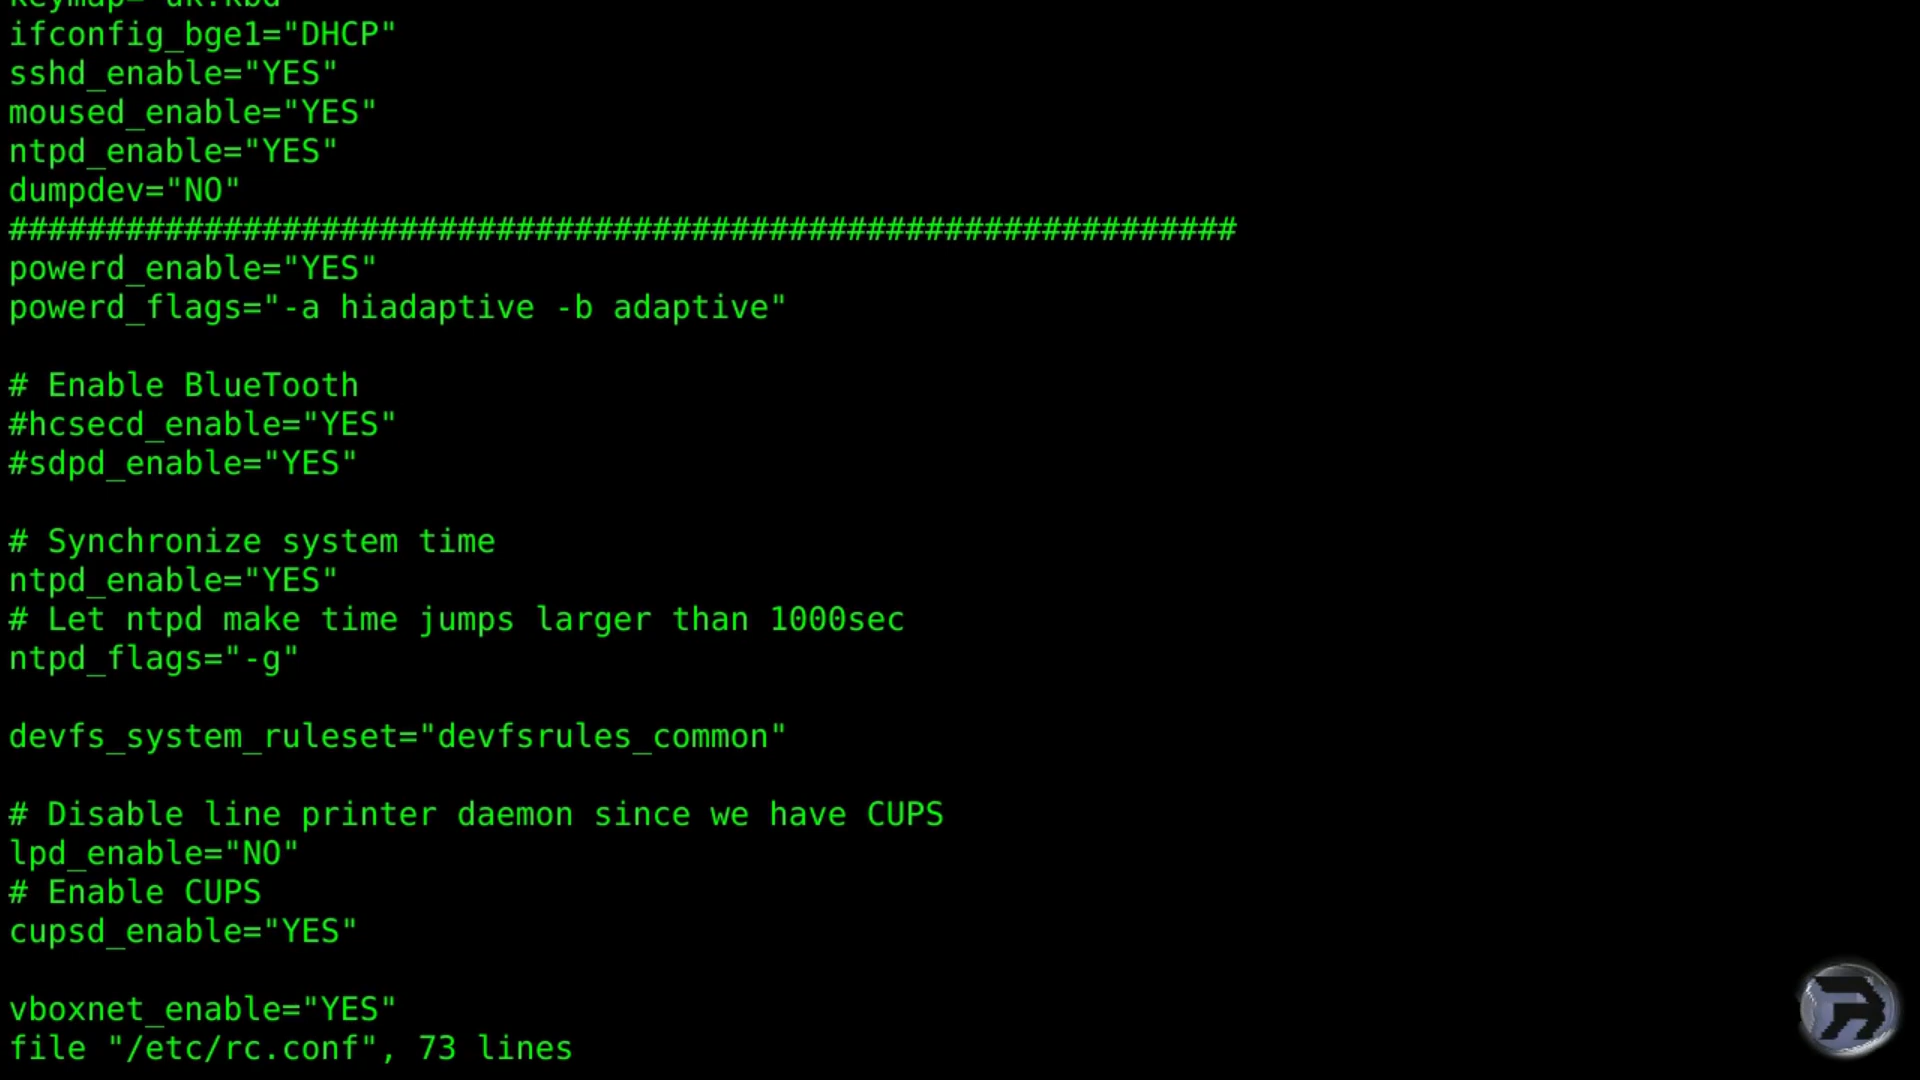 keymap="uk.kbd"
ifconfig_bge1="DHCP"
sshd_enable="YES"
moused_enable="YES"
ntpd_enable="YES"
dumpdev="NO"
###############################################################
powerd_enable="YES"
powerd_flags="-a hiadaptive -b adaptive"
# Enable BlueTooth
#hcsecd_enable="YES"
#sdpd_enable="YES"
# Synchronize system time
ntpd_enable="YES"
# Let ntpd make time jumps larger than 1000sec
ntpd_flags="-g"
devfs_system_ruleset="devfsrules_common"
# Disable line printer daemon since we have CUPS
lpd_enable="NO"
# Enable CUPS
cupsd_enable="YES"
vboxnet_enable="YES"
file "/etc/rc.conf", 73 lines